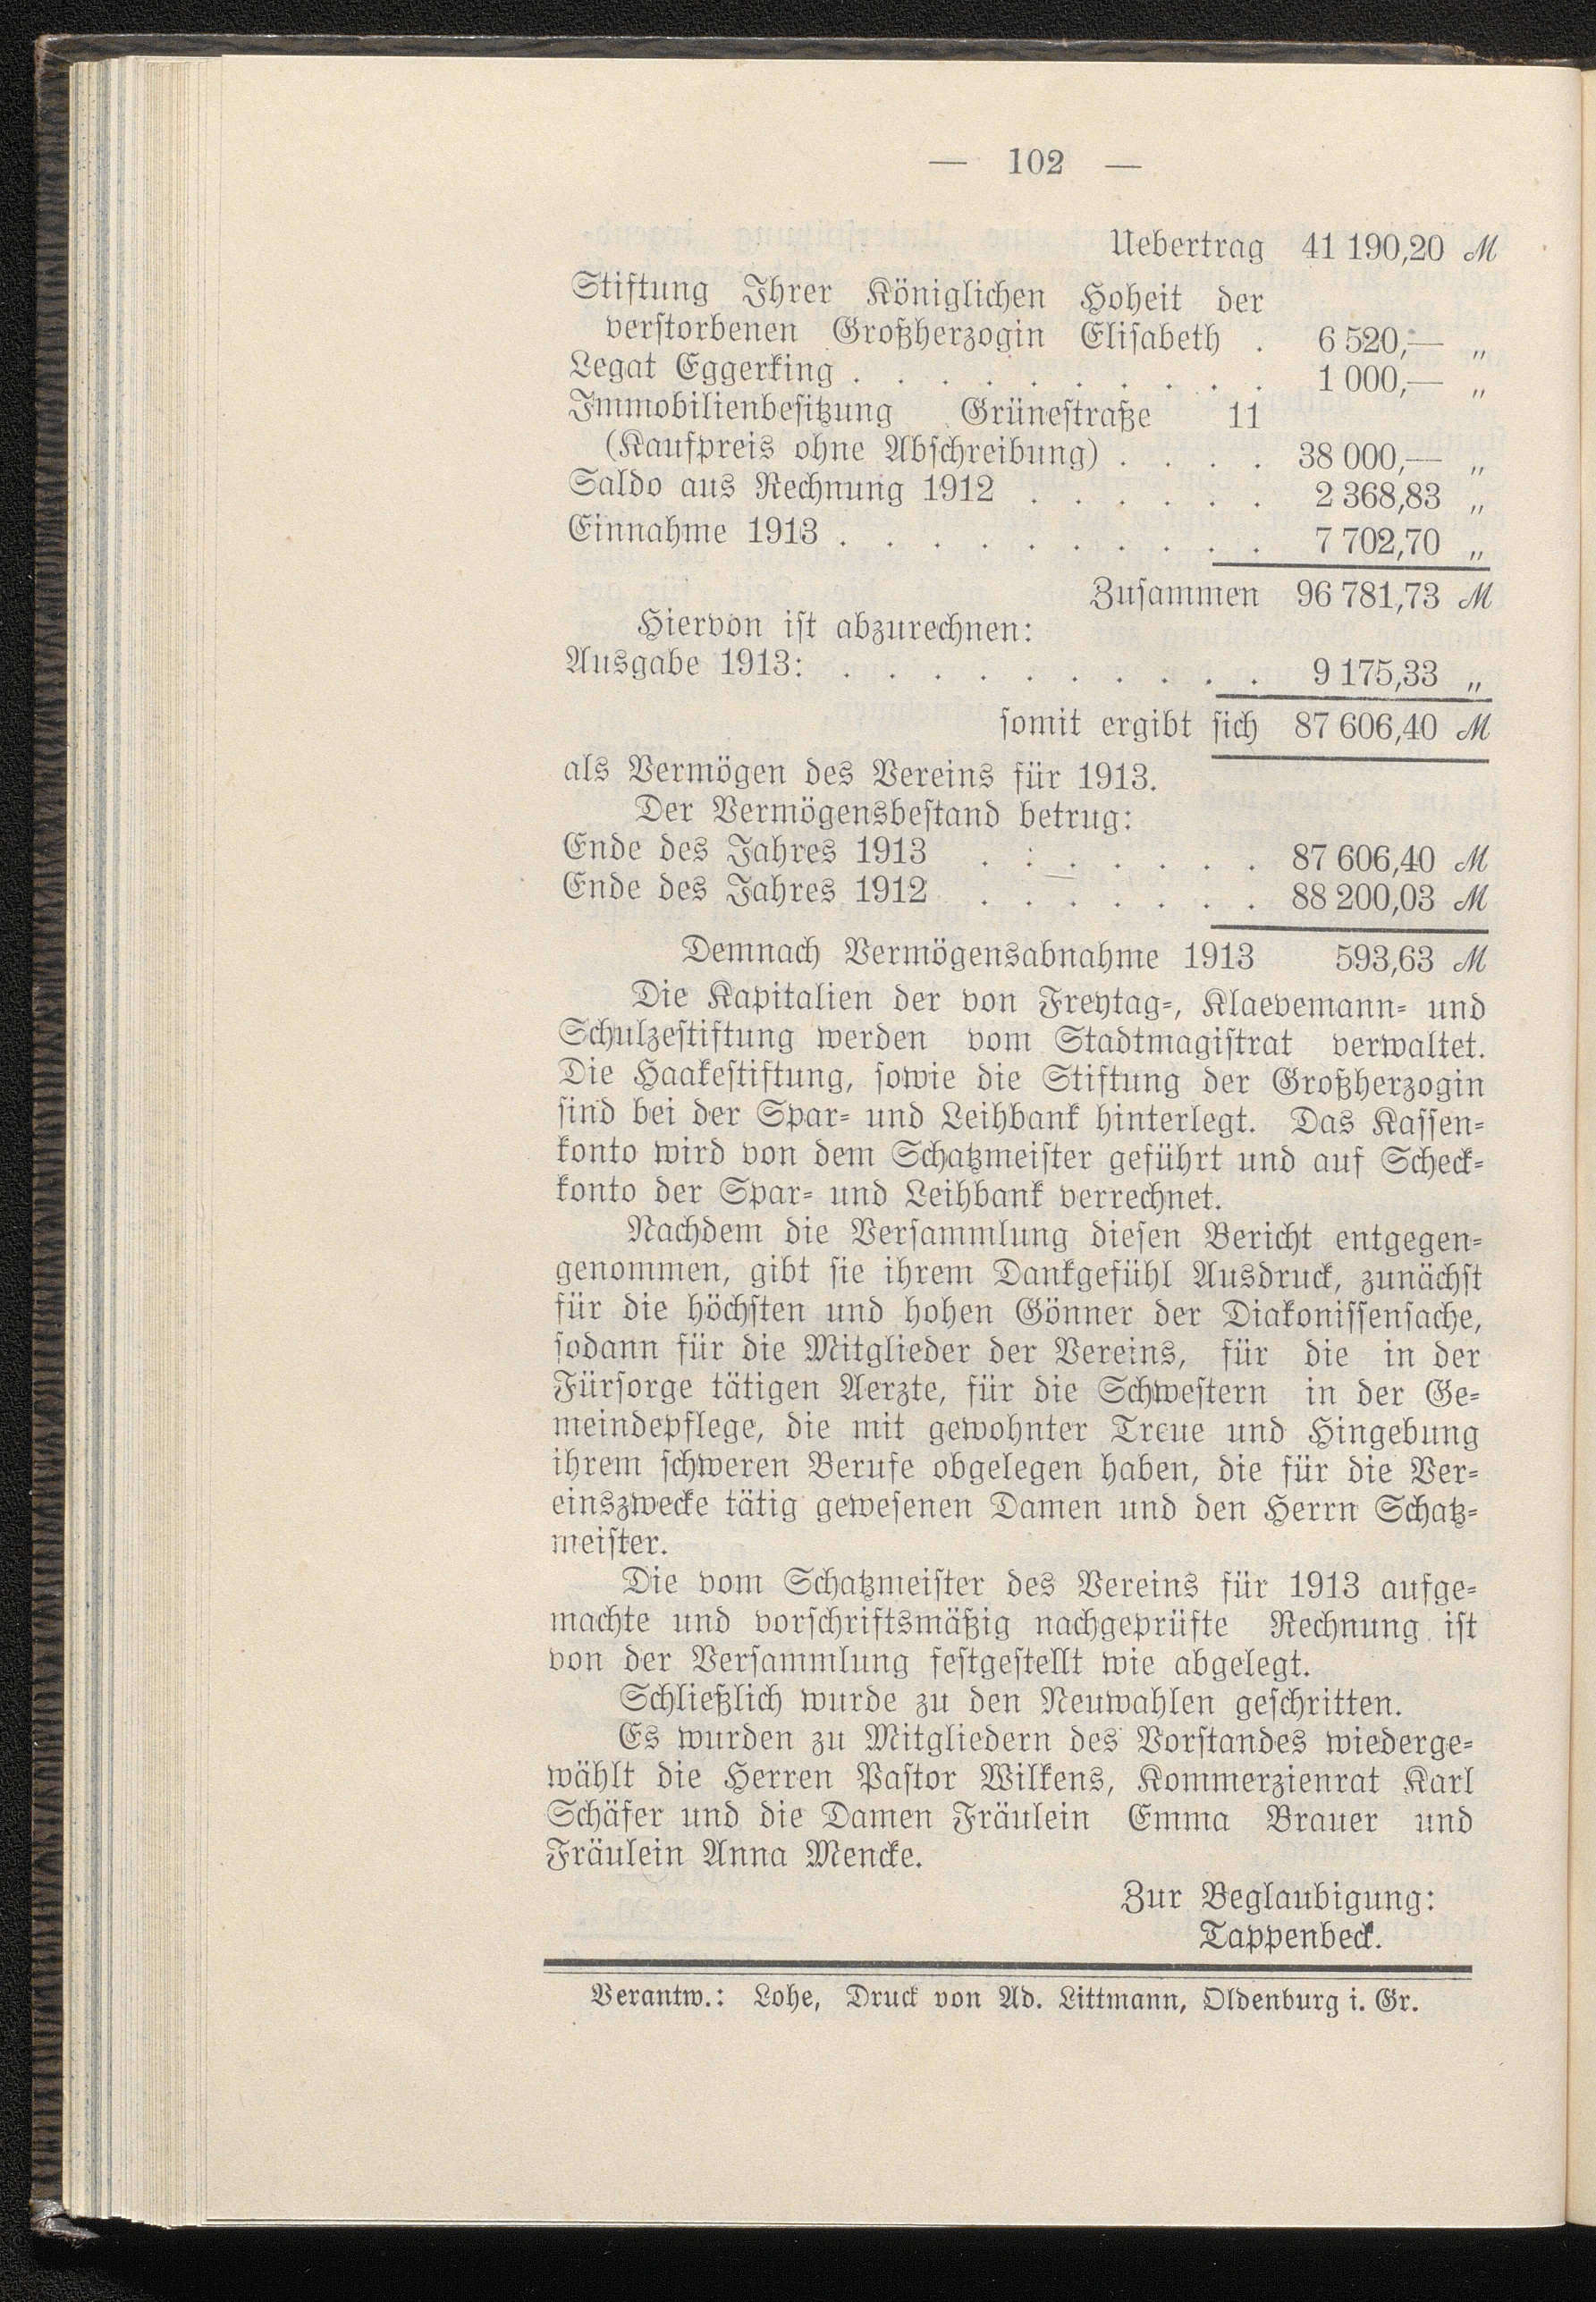 — 102 —
Uebertrag 41 190,20 ℳ
Stiftung Ihrer Königlichen Hoheit der
verstorbenen Großherzogin Elisabeth . 6 520,— „
Legat Eggerking . . . . . . . . . . 1 000,— „
Immobilienbesitzung Grünestraße 11
(Kaufpreis ohne Abschreibung) . . . . 38 000,— „
Saldo aus Rechnung 1912 . . . . . . 2 368,83 „
Einnahme 1913 . . . . . . . . . . 7 702,70 „
Zusammen 96 781,73 ℳ
Hiervon ist abzurechnen:
Ausgabe 1913: . . . . . . . . . . 9 175,33 „
somit ergibt sich 87 606,40 ℳ
als Vermögen des Vereins für 1913.
Der Vermögensbestand betrug:
Ende des Jahres 1913 . . . . . . . 87 606,40 ℳ
Ende des Jahres 1912 . . . . . . . 88 200,03 ℳ
Demnach Vermögensabnahme 1913 593,63 ℳ
Die Kapitalien der von Freytag-, Klaevemann- und
Schulzestiftung werden vom Stadtmagistrat verwaltet.
Die Haakestiftung, sowie die Stiftung der Großherzogin
sind bei der Spar- und Leihbank hinterlegt. Das Kassen-
konto wird von dem Schatzmeister geführt und auf Scheck-
konto der Spar- und Leihbank verrechnet.
Nachdem die Versammlung diesen Bericht entgegen-
genommen, gibt sie ihrem Dankgefühl Ausdruck, zunächst
für die höchsten und hohen Gönner der Diakonissensache,
sodann für die Mitglieder der Vereins, für die in der
Fürsorge tätigen Aerzte, für die Schwestern in der Ge-
meindepflege, die mit gewohnter Treue und Hingebung
ihrem schweren Berufe obgelegen haben, die für die Ver-
einszwecke tätig gewesenen Damen und den Herrn Schatz-
meister.
Die vom Schatzmeister des Vereins für 1913 aufge-
machte und vorschriftsmäßig nachgeprüfte Rechnung ist
von der Versammlung festgestellt wie abgelegt.
Schließlich wurde zu den Neuwahlen geschritten.
Es wurden zu Mitgliedern des Vorstandes wiederge-
wählt die Herren Pastor Wilkens, Kommerzienrat Karl
Schäfer und die Damen Fräulein Emma Brauer und
Fräulein Anna Mencke.
Zur Beglaubigung:
Tappenbeck.
Verantw.: Lohe, Druck von Ad. Littmann, Oldenburg i. Gr.